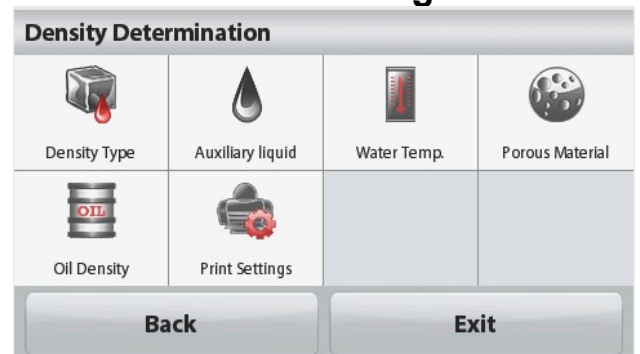 Density Determination
Density Type
Auxiliary liquid
Water Temp.
Porous Material
OIL
Oil Density
Print Settings
Back
Exit